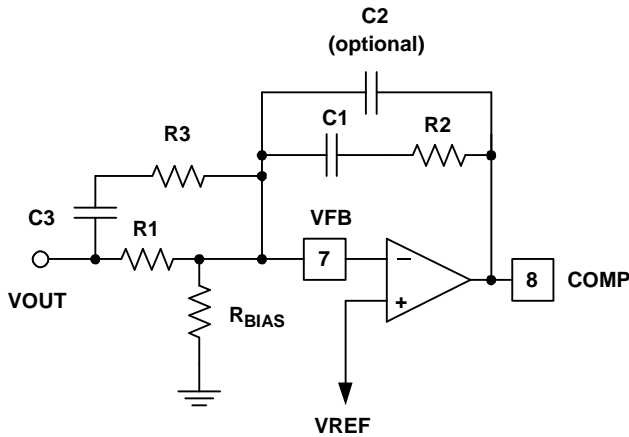 C2
(optional)
C1
R2
R3
C3
R1
VFB
7
−
+
8
COMP
VOUT
RBIAS
VREF